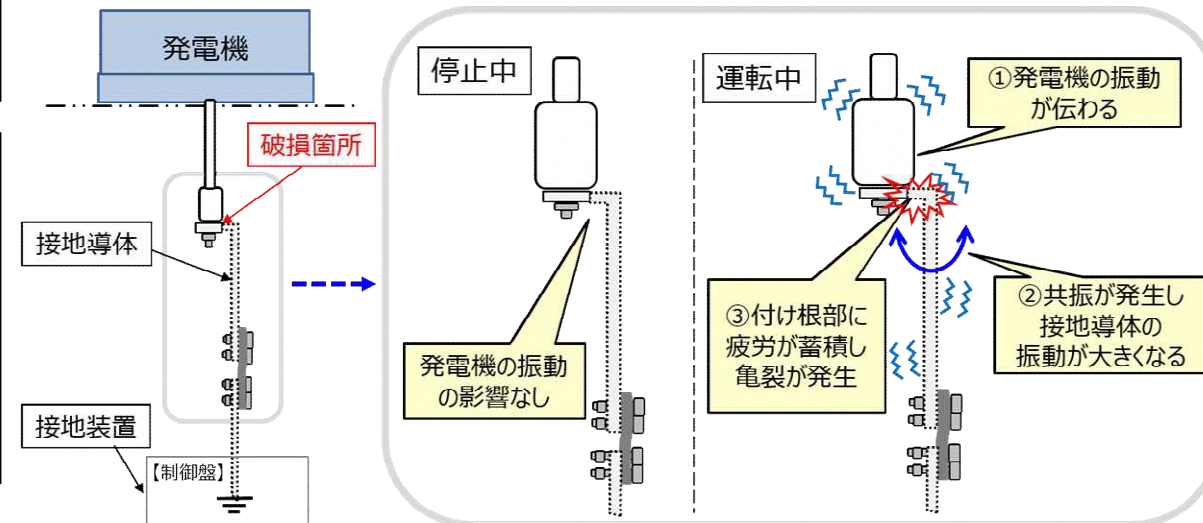 発電機
破損箇所
接地導体
接地装置
【制御盤】
停止中
発電機の振動
の影響なし
運転中
①発電機の振動
が伝わる
②共振が発生し
接地導体の
振動が大きくなる
③付け根部に
疲労が蓄積し
亀裂が発生